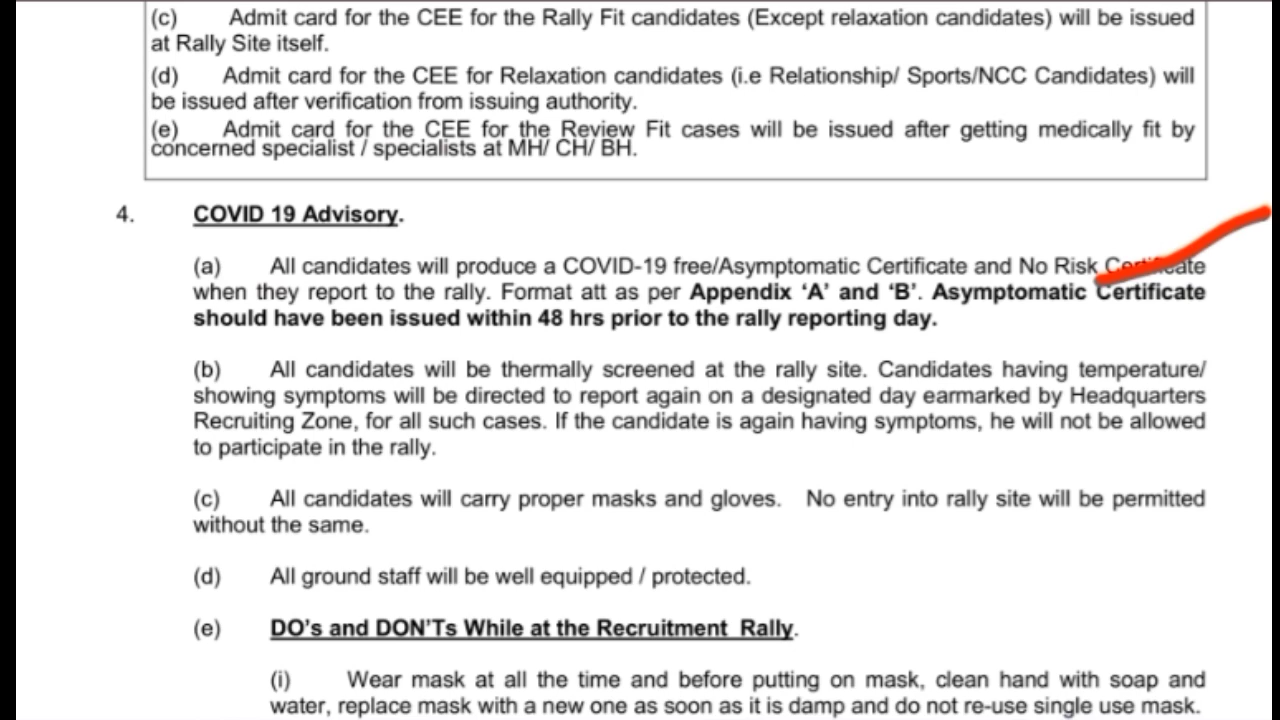 (c) Admit card for the CEE for the Rally Fit candidates (Except relaxation candidates) will be issued
at Rally Site itself.
(d) Admit card for the CEE for Relaxation candidates (i.e Relationship/ Sports/NCC Candidates) will
be issued after verification from issuing authority.
(e) Admit card for the CEE for the Review Fit cases will be issued after getting medically fit by
concerned specialist / specialists at MH/ CH/ BH.
4. COVID 19 Advisory.
(a) All candidates will produce a COVID-19 free/Asymptomatic Certificate and No Risk Certificate
when they report to the rally. Format att as per Appendix ‘A’ and ‘B’. Asymptomatic Certificate
should have been issued within 48 hrs prior to the rally reporting day.
(b) All candidates will be thermally screened at the rally site. Candidates having temperature/
showing symptoms will be directed to report again on a designated day earmarked by Headquarters
Recruiting Zone, for all such cases. If the candidate is again having symptoms, he will not be allowed
to participate in the rally.
(c) All candidates will carry proper masks and gloves. No entry into rally site will be permitted
without the same.
(d) All ground staff will be well equipped / protected.
(e) DO’s and DON’Ts While at the Recruitment Rally.
(i) Wear mask at all the time and before putting on mask, clean hand with soap and
water, replace mask with a new one as soon as it is damp and do not re-use single use mask.